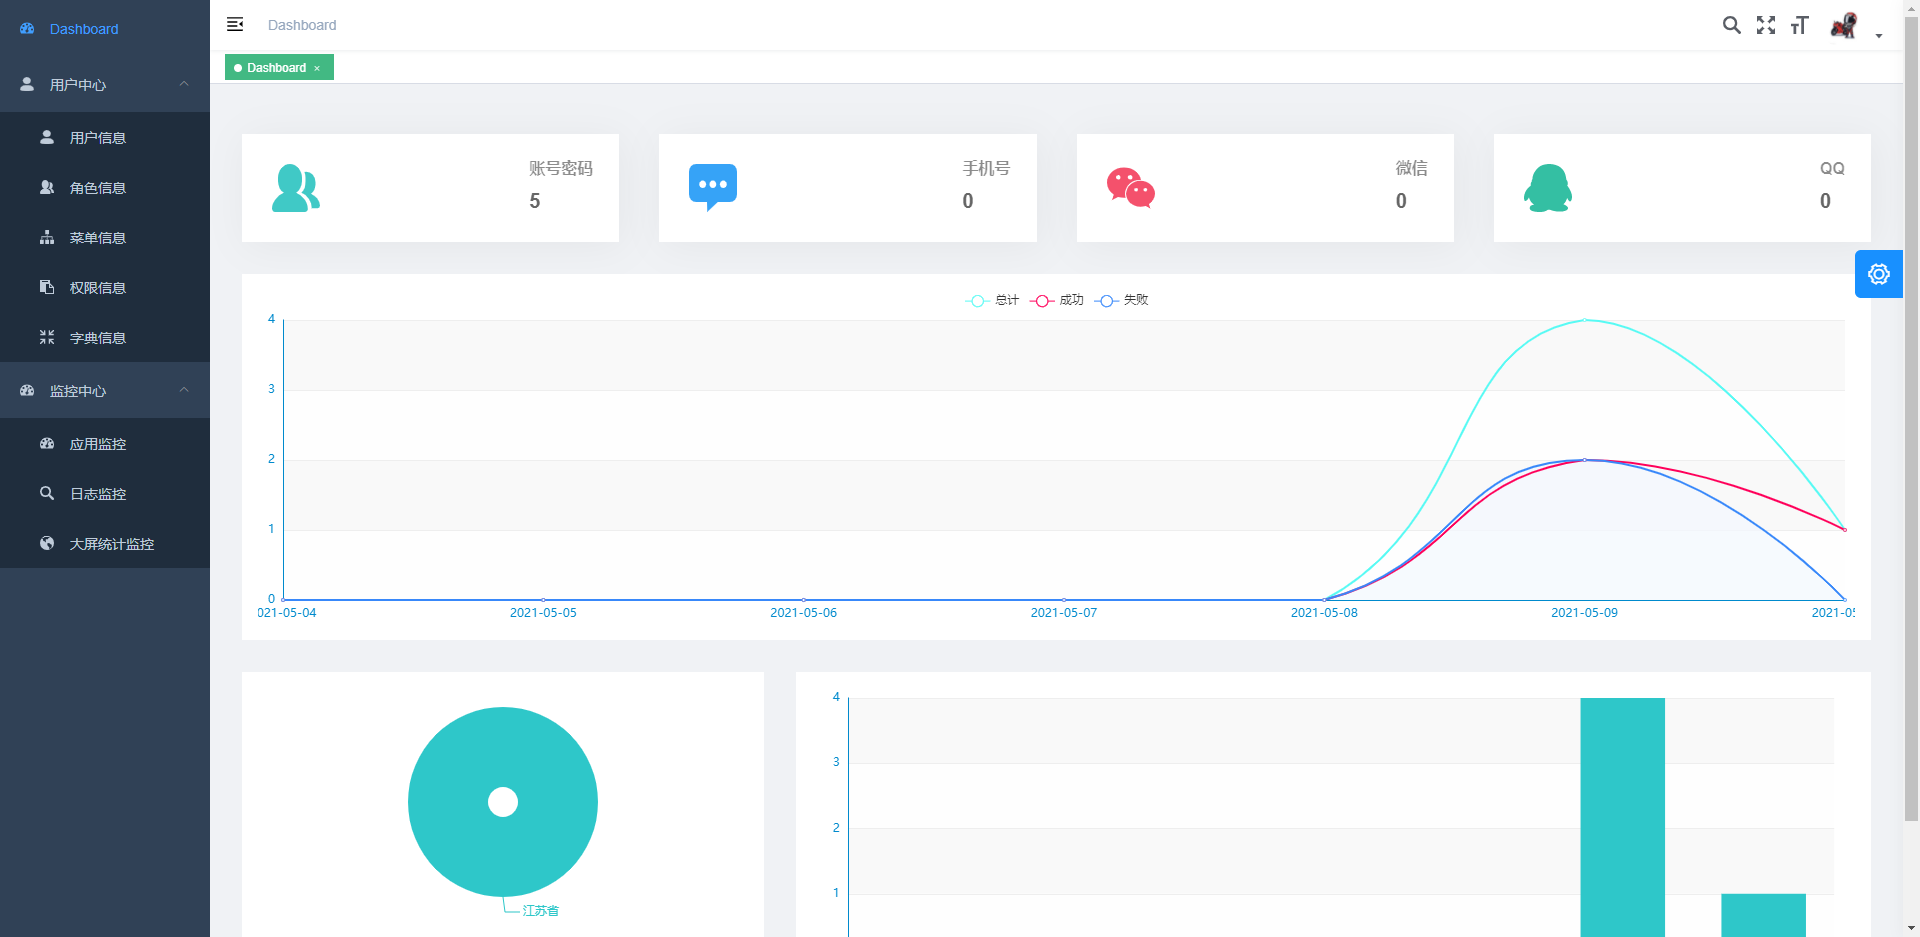 Dashboard
用户中心
用户信息
角色信息
菜单信息
权限信息
字典信息
监控中心
应用监控
日志监控
大屏统计监控
Dashboard
Dashboard ×
账号密码
5
手机号
0
微信
0
QQ
0
总计 成功 失败
4
3
2
1
0
021-05-04 2021-05-05 2021-05-06 2021-05-07 2021-05-08 2021-05-09 2021-05
江苏省
4
3
2
1